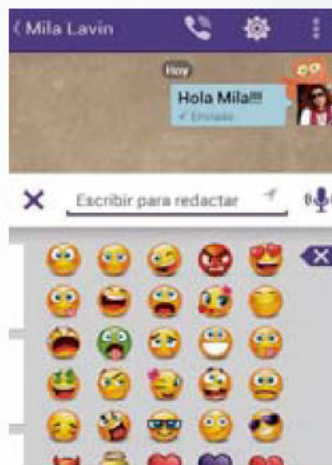 Mila Lavin
Hoy
Hola Mila!!!
Enviado
Escribir para redactar